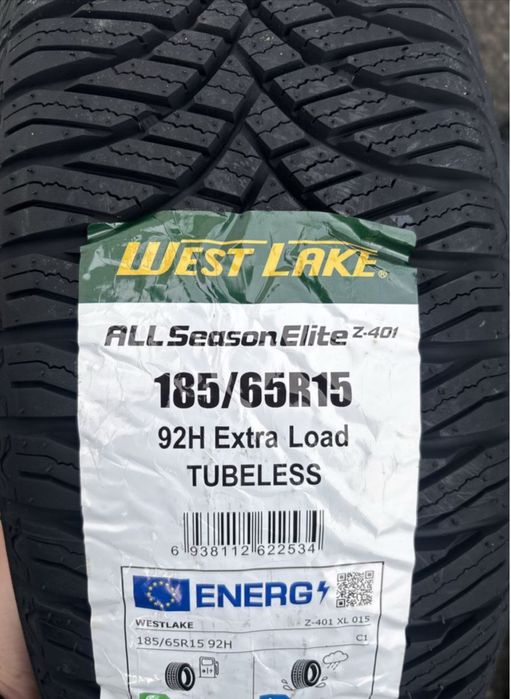 WEST LAKE®
ALL Season Elite Z-401
185/65R15
92H Extra Load
TUBELESS
6 938112 622534
ENERG
WESTLAKE Z-401 XL 015
185/65R15 92H C1